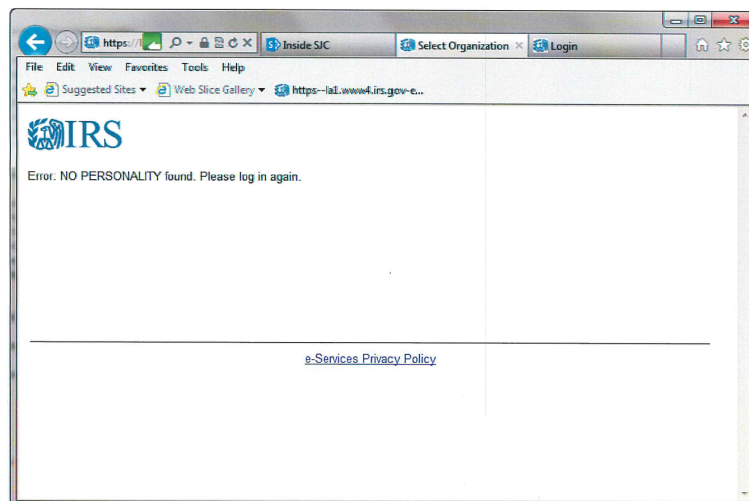 https://
Inside SJC
Select Organization
Login
File Edit View Favorites Tools Help
Suggested Sites
Web Slice Gallery
https--la1.www4.irs.gov-e...
IRS
Error: NO PERSONALITY found. Please log in again.
e-Services Privacy Policy